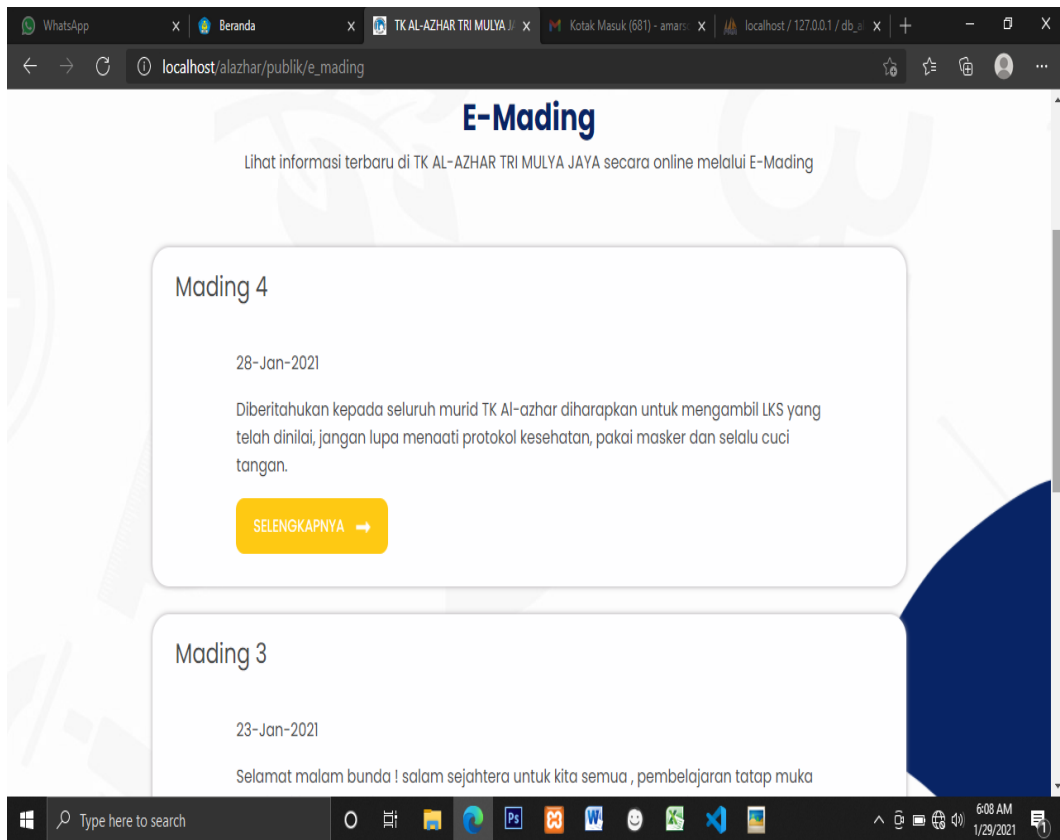 WhatsApp
Beranda
TK AL-AZHAR TRI MULYA J
Kotak Masuk (681) - amars
localhost / 127.0.0.1 / db_a
localhost/alazhar/publik/e_mading
E-Mading
Lihat informasi terbaru di TK AL-AZHAR TRI MULYA JAYA secara online melalui E-Mading
Mading 4
28-Jan-2021
Diberitahukan kepada seluruh murid TK Al-azhar diharapkan untuk mengambil LKS yang
telah dinilai, jangan lupa menaati protokol kesehatan, pakai masker dan selalu cuci
tangan.
SELENGKAPNYA
Mading 3
23-Jan-2021
Selamat malam bunda ! salam sejahtera untuk kita semua , pembelajaran tatap muka
Type here to search
Ps
W
6:08 AM
1/29/2021
1